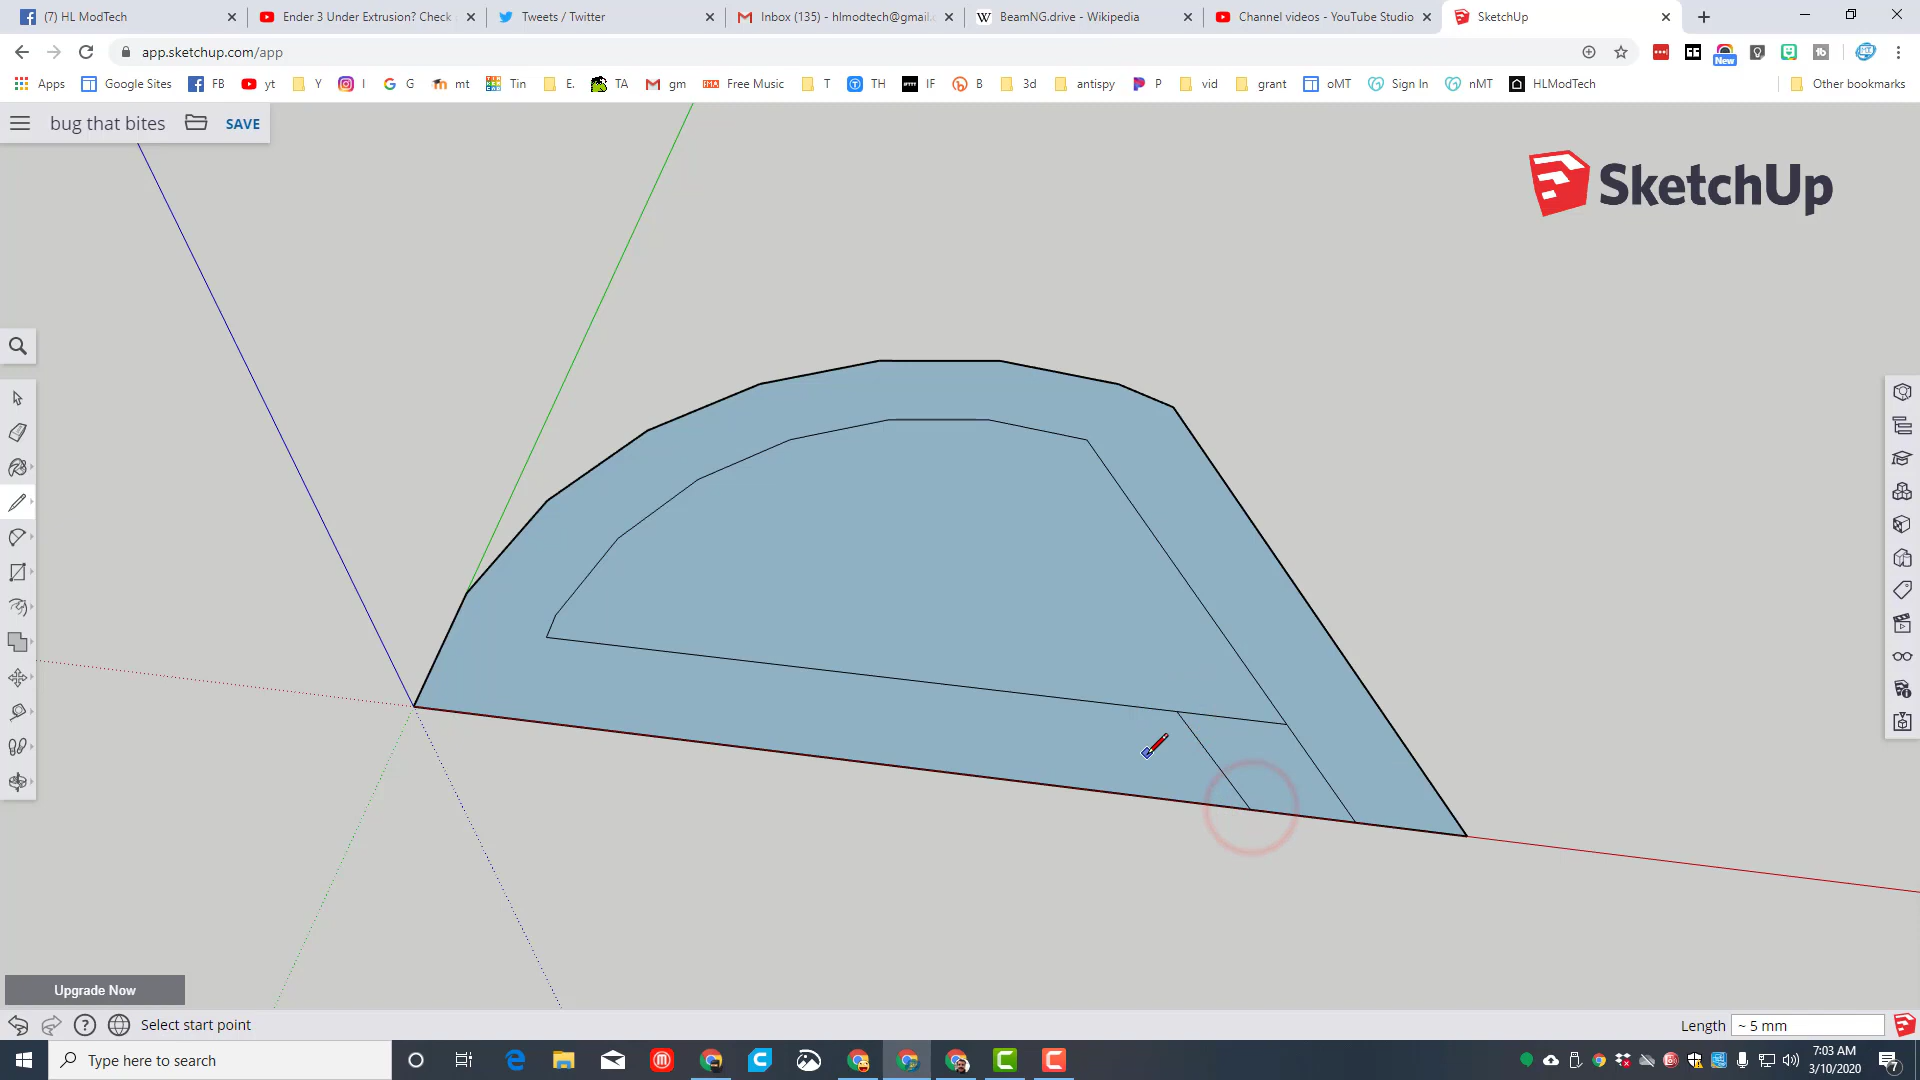 (7) HL ModTech
Ender 3 Under Extrusion? Check
Tweets / Twitter
Inbox (135) - hlmodtech@gmail.c
BeamNG.drive - Wikipedia
Channel videos - YouTube Studio
SketchUp
app.sketchup.com/app
New
Apps
Google Sites
FB
yt
Y
I
G
mt
Tin
E.
TA
gm
Free Music
T
TH
IF
B
3d
antispy
P
vid
grant
oMT
Sign In
nMT
HLModTech
Other bookmarks
bug that bites
SAVE
SketchUp
Upgrade Now
Select start point
Length
~ 5 mm
Type here to search
7:03 AM
3/10/2020
7